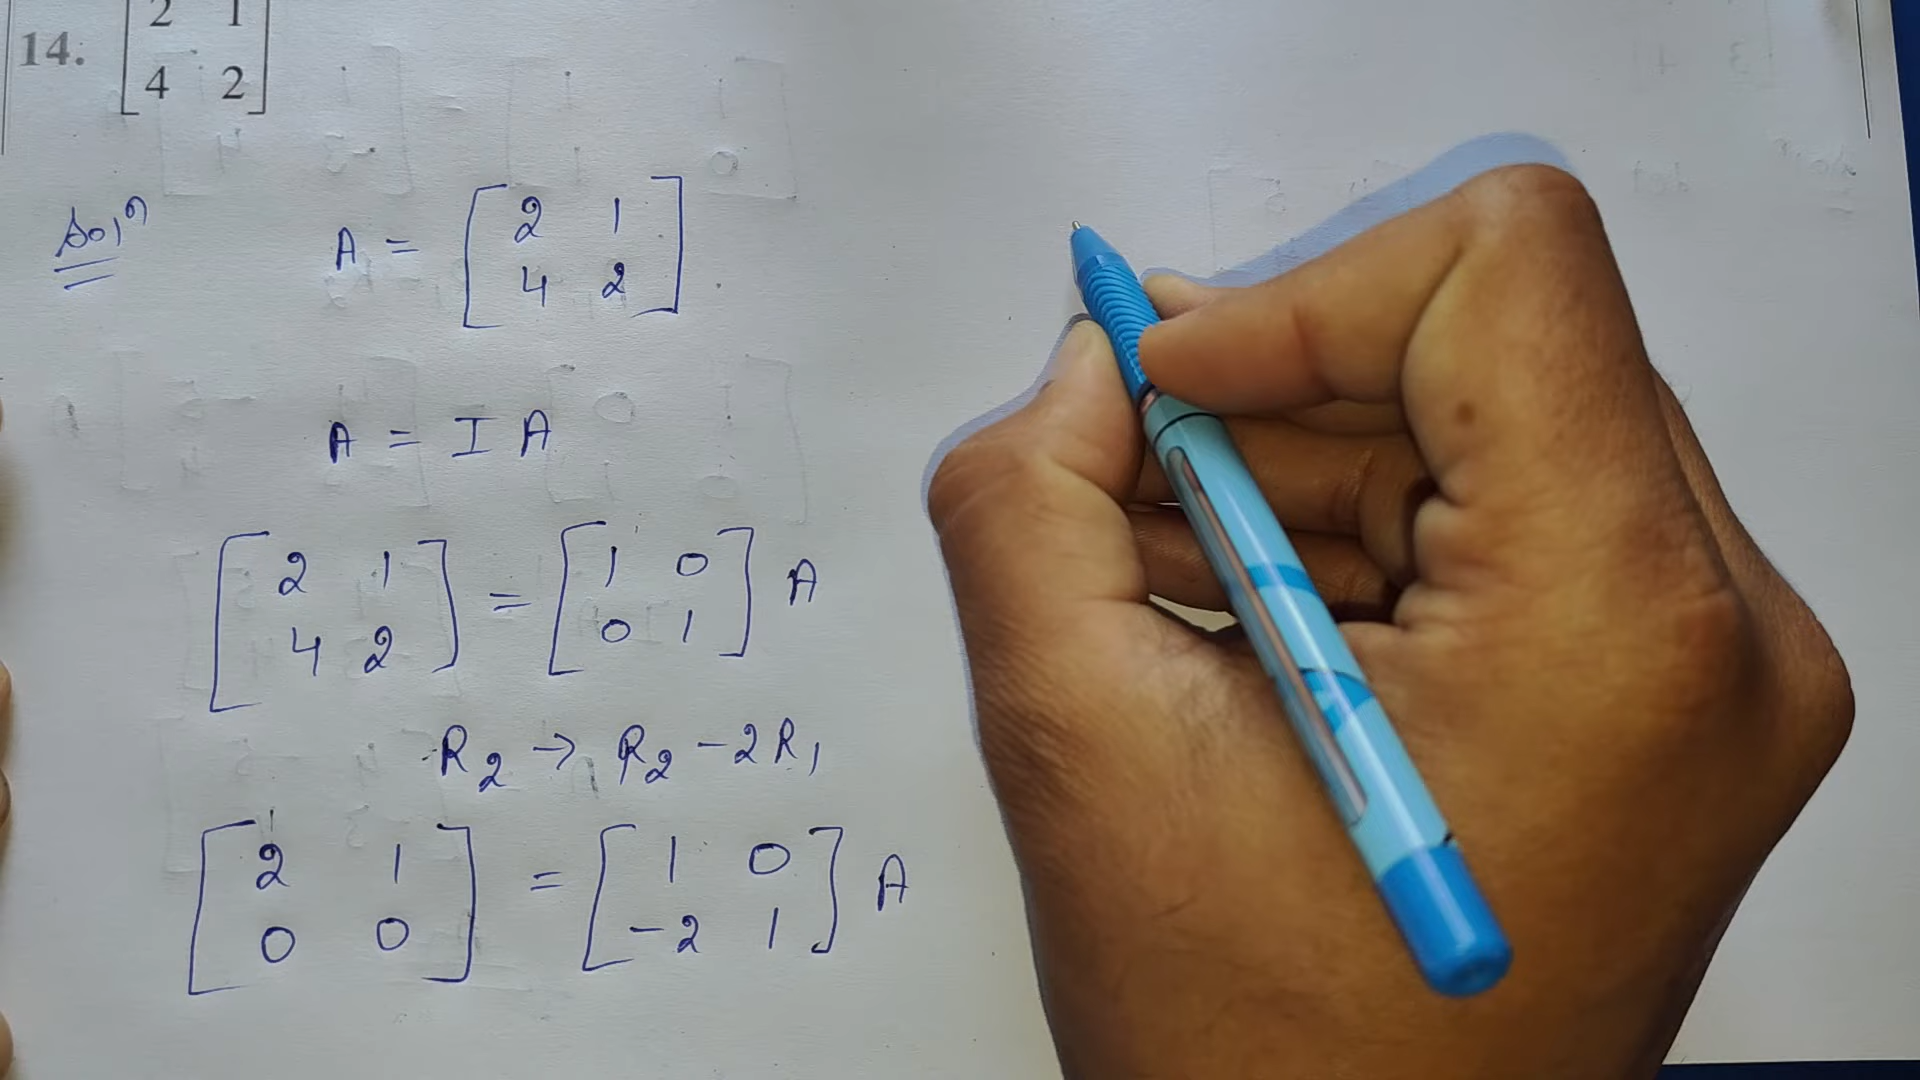 14. [2 1
4 2]
Solⁿ A = [2 1
4 2]
A = I A
[2 1
4 2] = [1 0
0 1] A
R₂ → R₂ - 2R₁
[2 1
0 0] = [1 0
-2 1] A